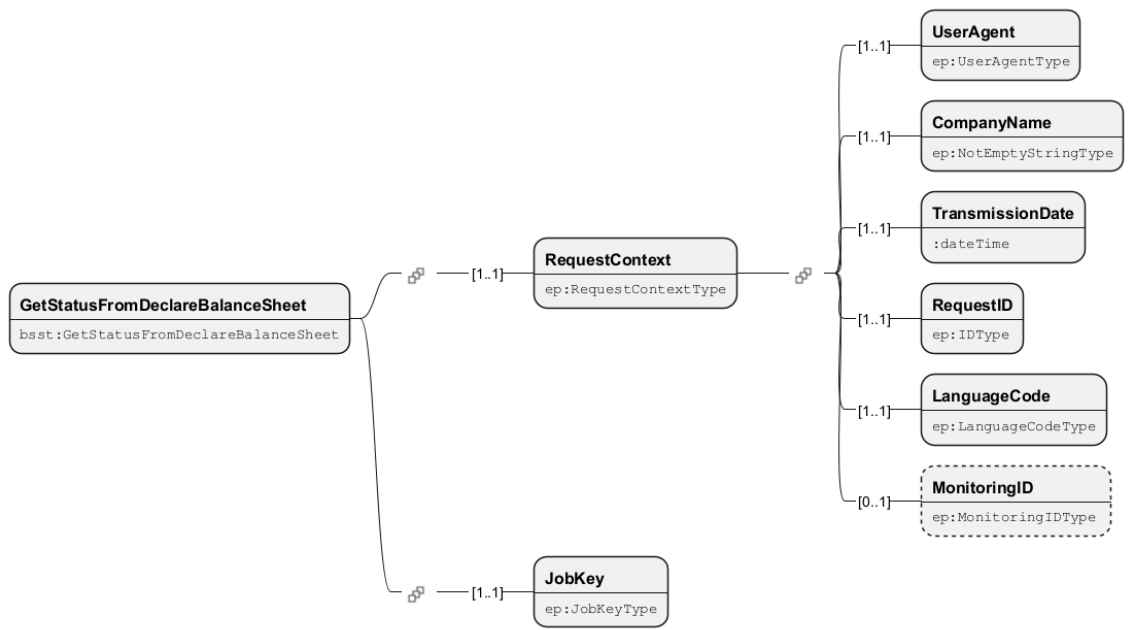 GetStatusFromDeclareBalanceSheet
bsst:GetStatusFromDeclareBalanceSheet
[1..1]
RequestContext
ep:RequestContextType
[1..1]
UserAgent
ep:UserAgentType
[1..1]
CompanyName
ep:NotEmptyStringType
[1..1]
TransmissionDate
:dateTime
[1..1]
RequestID
ep:IDType
[1..1]
LanguageCode
ep:LanguageCodeType
[0..1]
MonitoringID
ep:MonitoringIDType
[1..1]
JobKey
ep:JobKeyType